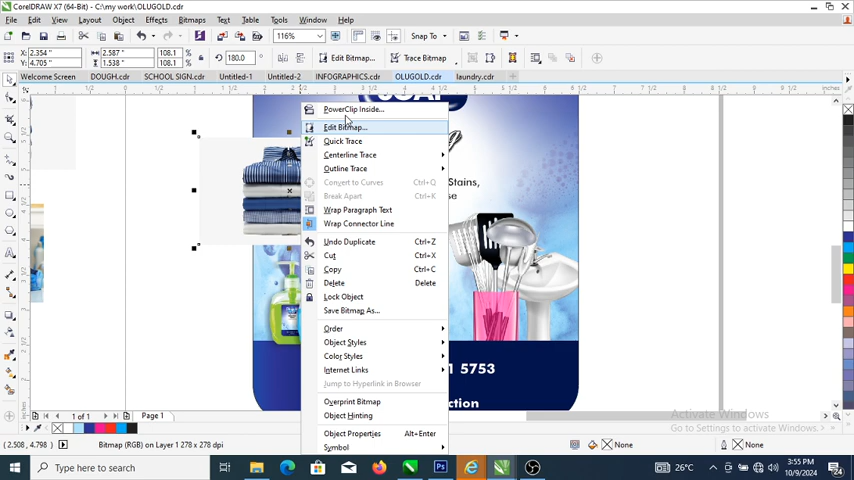 CorelDRAW X7 (64-Bit) - C:\my work\OLUGOLD.cdr
File Edit View Layout Object Effects Bitmaps Text Table Tools Window Help
116% Snap To
X: 2.354 " 2.587 " 108.1 %
Y: 4.705 " 1.538 " 108.1 % 180.0 ° Edit Bitmap... Trace Bitmap
Welcome Screen DOUGH.cdr SCHOOL SIGN.cdr Untitled-1 Untitled-2 INFOGRAPHICS.cdr OLUGOLD.cdr laundry.cdr
SOAP
PowerClip Inside...
Edit Bitmap...
Quick Trace
Centerline Trace
Outline Trace
Convert to Curves Ctrl+Q
Break Apart Ctrl+K
Wrap Paragraph Text
Wrap Connector Line
Undo Duplicate Ctrl+Z
Cut Ctrl+X
Copy Ctrl+C
Delete Delete
Lock Object
Save Bitmap As...
Order
Object Styles
Color Styles
Internet Links
Jump to Hyperlink in Browser
Overprint Bitmap
Object Hinting
Object Properties Alt+Enter
Symbol
Stains,
se
1 5753
ction
inches
1 of 1 Page 1
Activate Windows
Go to Settings to activate Windows.
( 2.508 , 4.798 ) Bitmap (RGB) on Layer 1 278 x 278 dpi None None
Type here to search 26°C 3:55 PM
10/9/2024 24